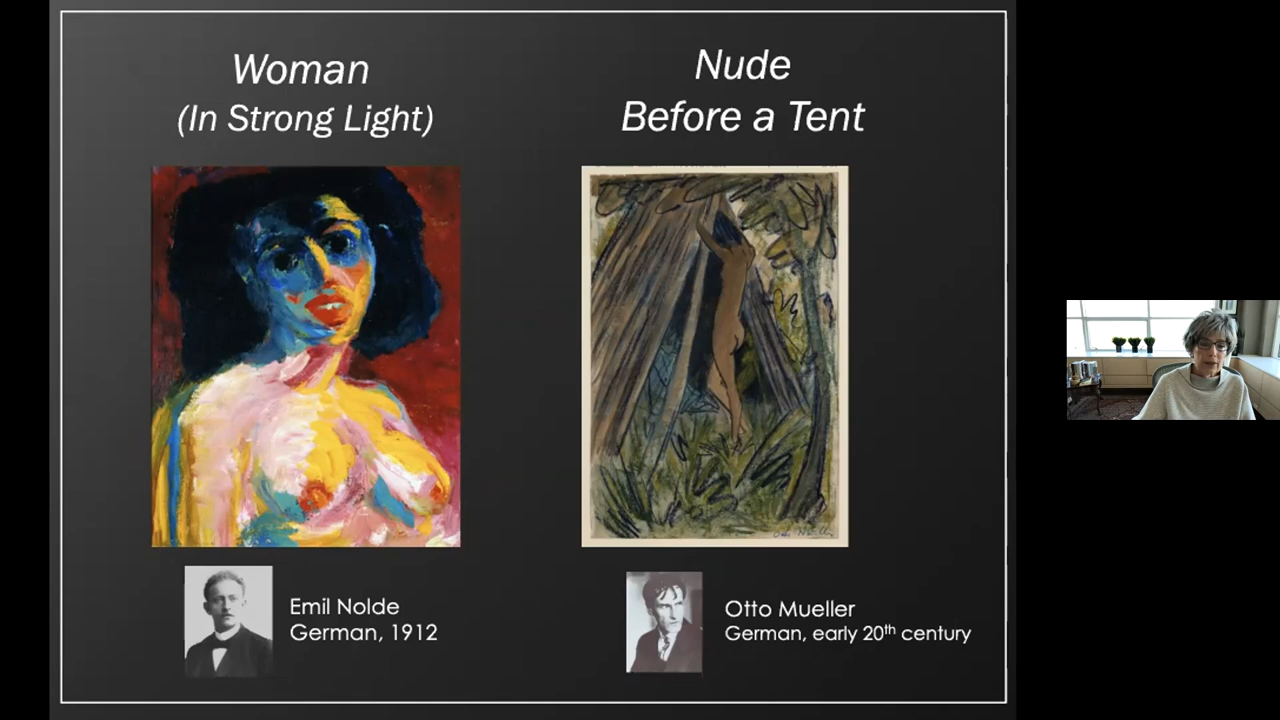 Woman
(In Strong Light)
Nude
Before a Tent
Emil Nolde
German, 1912
Otto Mueller
German, early 20th century